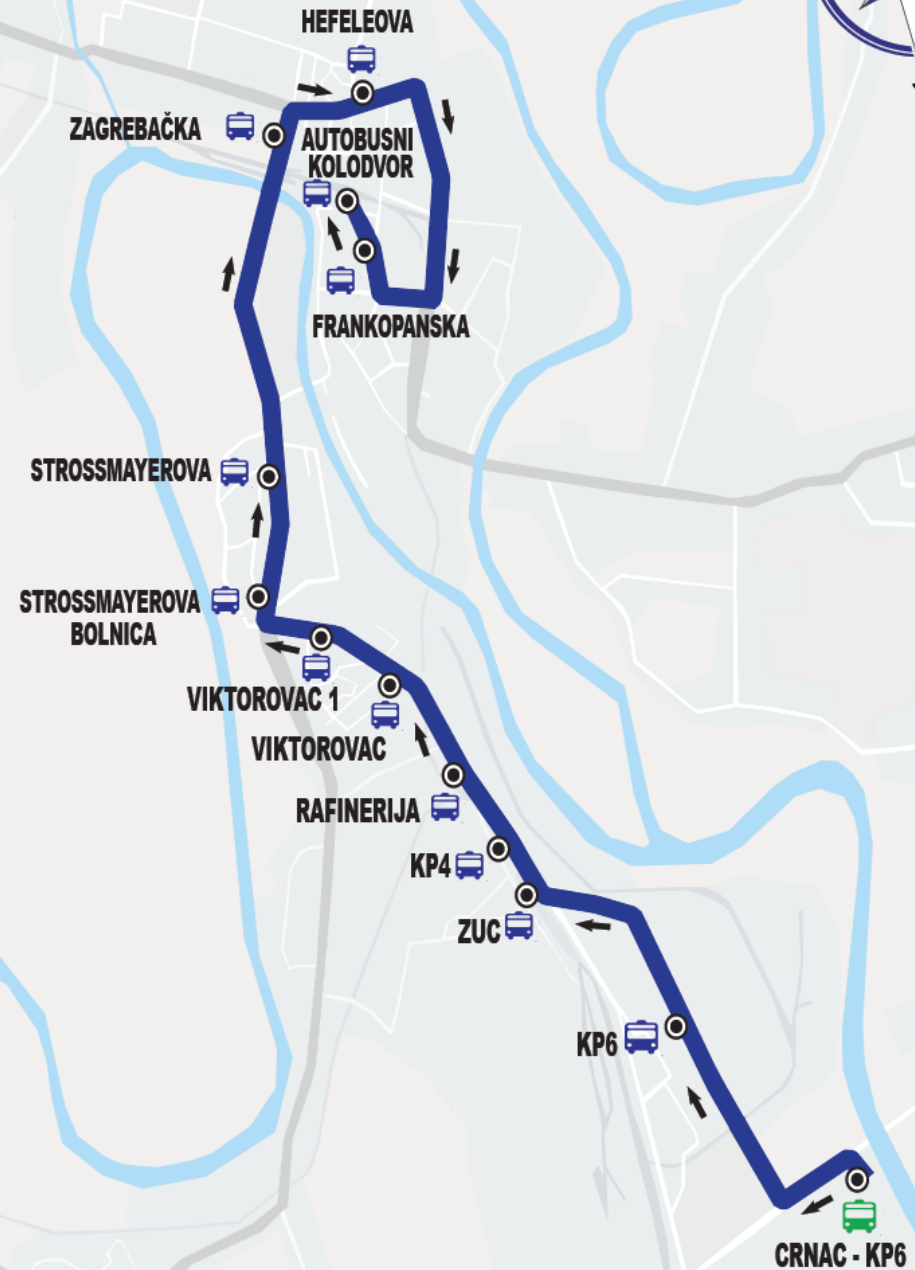 HEFELEOVA
ZAGREBAČKA
AUTOBUSNI
KOLODVOR
FRANKOPANSKA
STROSSMAYEROVA
STROSSMAYEROVA
BOLNICA
VIKTOROVAC 1
VIKTOROVAC
RAFINERIJA
KP4
ZUC
KP6
CRNAC - KP6